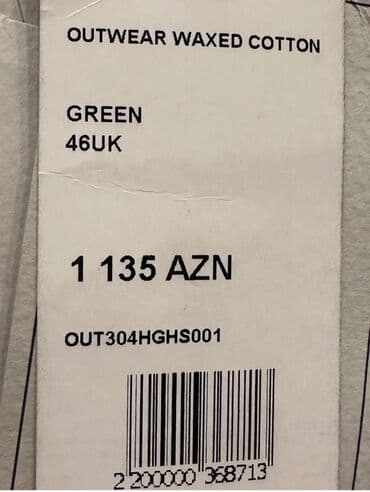 OUTWEAR WAXED COTTON
GREEN
46UK
1 135 AZN
OUT304HGHS001
2 200000 368713